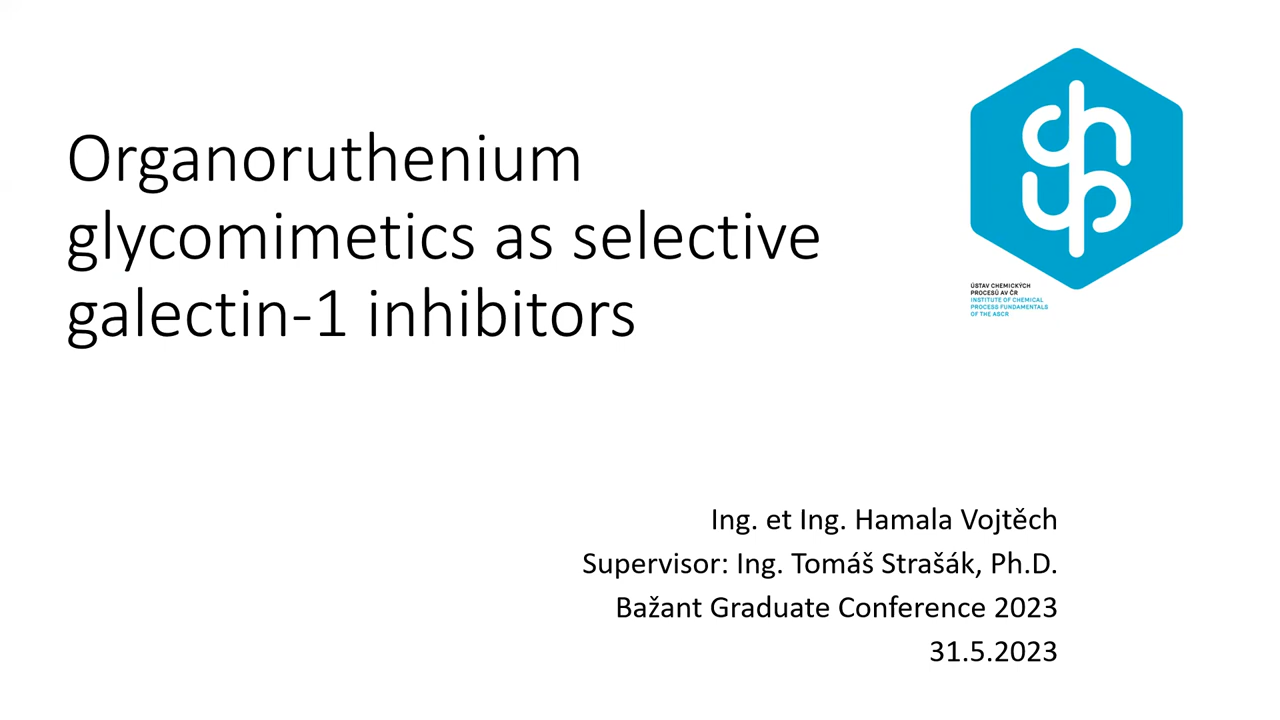 Organoruthenium
glycomimetics as selective
galectin-1 inhibitors
ÚSTAV CHEMICKÝCH
PROCESŮ AV ČR
INSTITUTE OF CHEMICAL
PROCESS FUNDAMENTALS
OF THE ASCR
Ing. et Ing. Hamala Vojtěch
Supervisor: Ing. Tomáš Strašák, Ph.D.
Bažant Graduate Conference 2023
31.5.2023